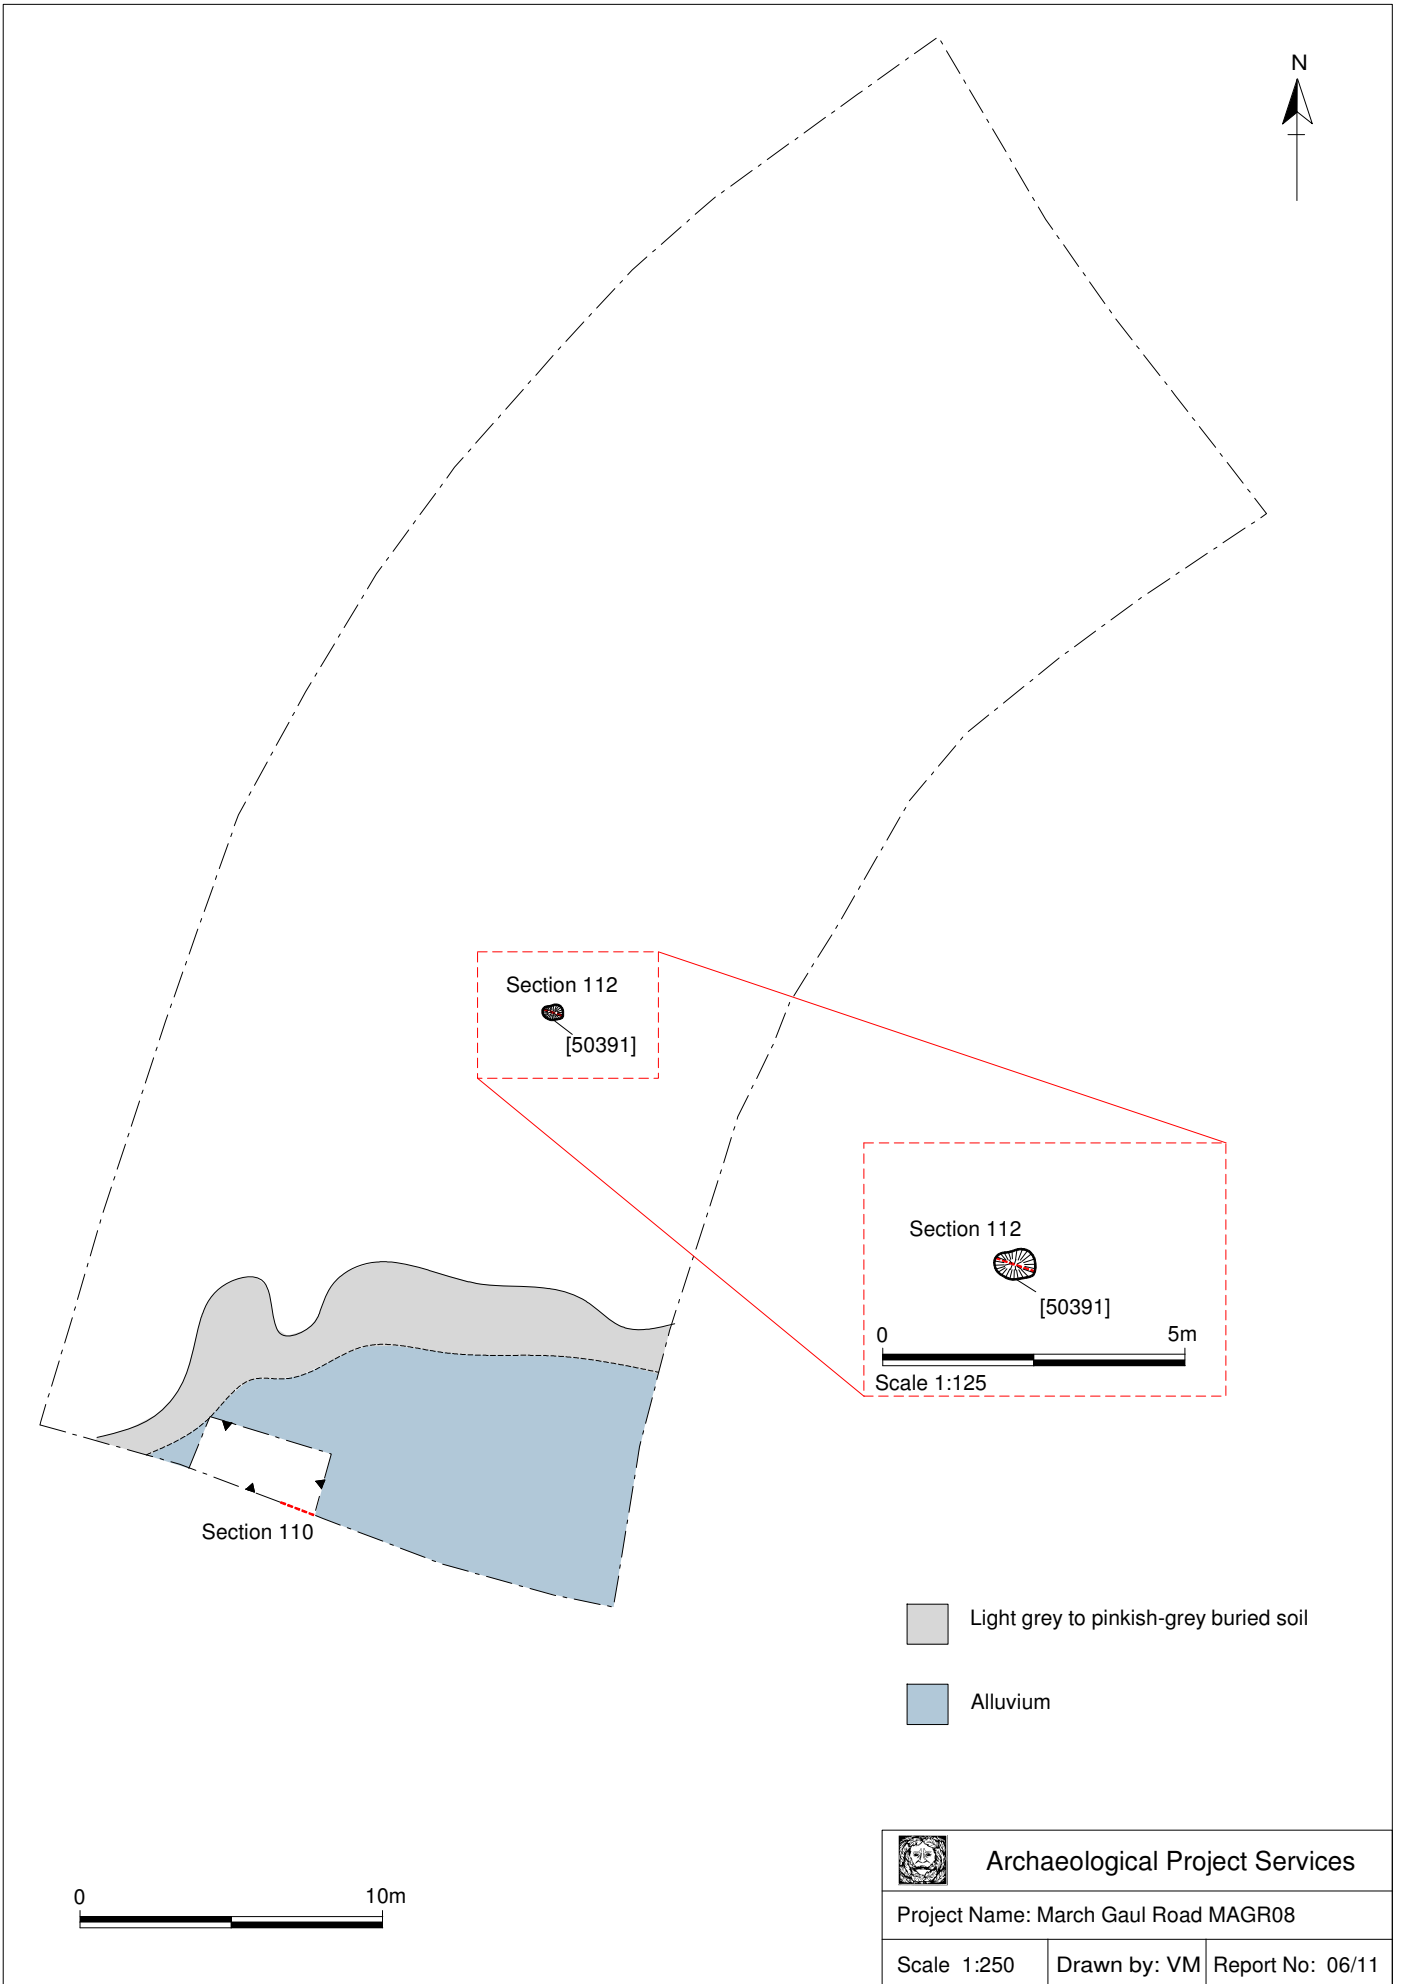 N
Section 112
[50391]
Section 112
[50391]
0 5m
Scale 1:125
Section 110
Light grey to pinkish-grey buried soil
Alluvium
0 10m
Archaeological Project Services
Project Name: March Gaul Road MAGR08
Scale 1:250 Drawn by: VM Report No: 06/11